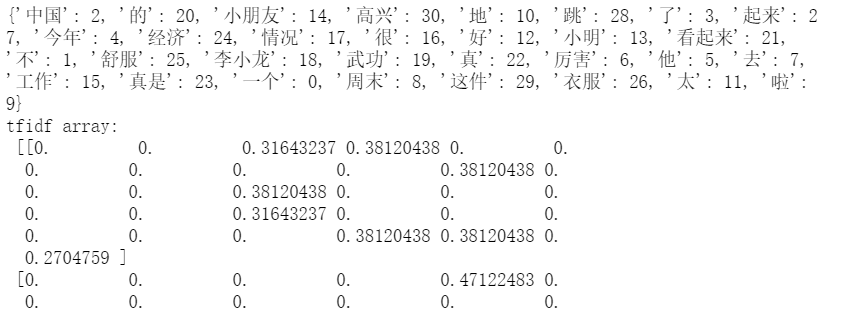 {'中国': 2, '的': 20, '小朋友': 14, '高兴': 30, '地': 10, '跳': 28, '了': 3, '起来': 2
7, '今年': 4, '经济': 24, '情况': 17, '很': 16, '好': 12, '小明': 13, '看起来': 21,
'不': 1, '舒服': 25, '李小龙': 18, '武功': 19, '真': 22, '厉害': 6, '他': 5, '去': 7,
'工作': 15, '真是': 23, '一个': 0, '周末': 8, '这件': 29, '衣服': 26, '太': 11, '啦':
9}
tfidf array:
[[0. 0. 0.31643237 0.38120438 0. 0.
0. 0. 0. 0. 0.38120438 0.
0. 0. 0.38120438 0. 0. 0.
0. 0. 0.31643237 0. 0. 0.
0. 0. 0. 0.38120438 0.38120438 0.
0.2704759 ]
[0. 0. 0. 0. 0.47122483 0.
0. 0. 0. 0. 0. 0.